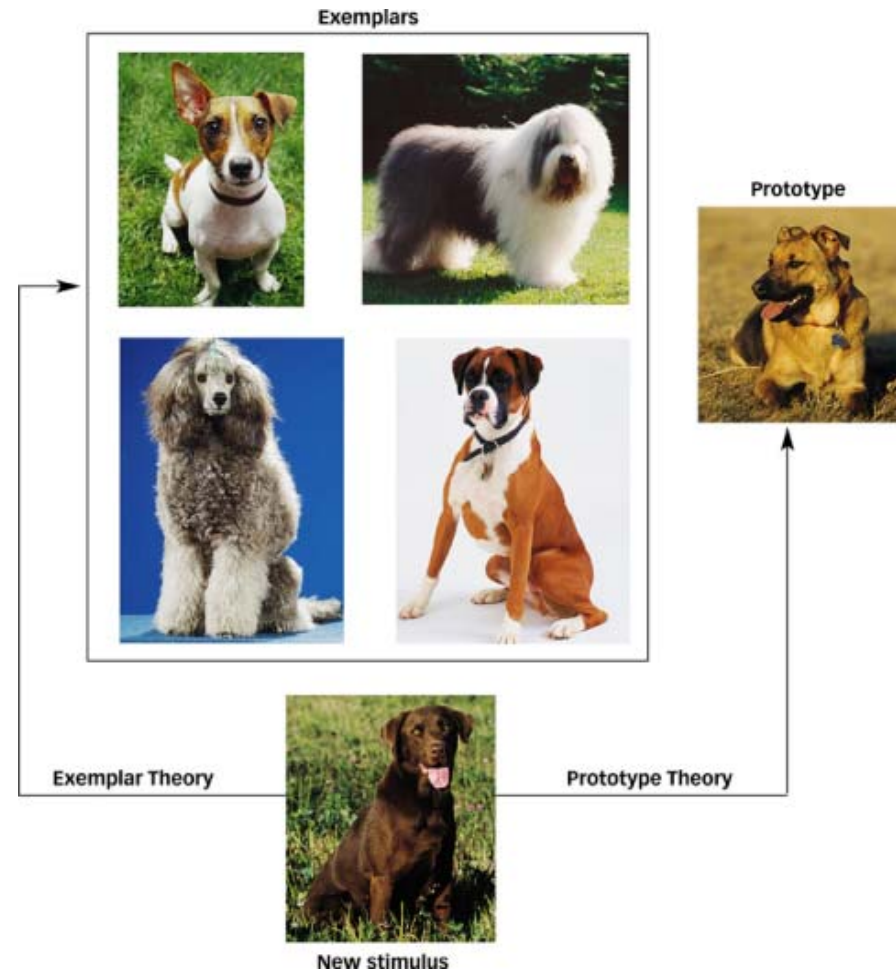 Exemplars
Prototype
Exemplar Theory
Prototype Theory
New stimulus